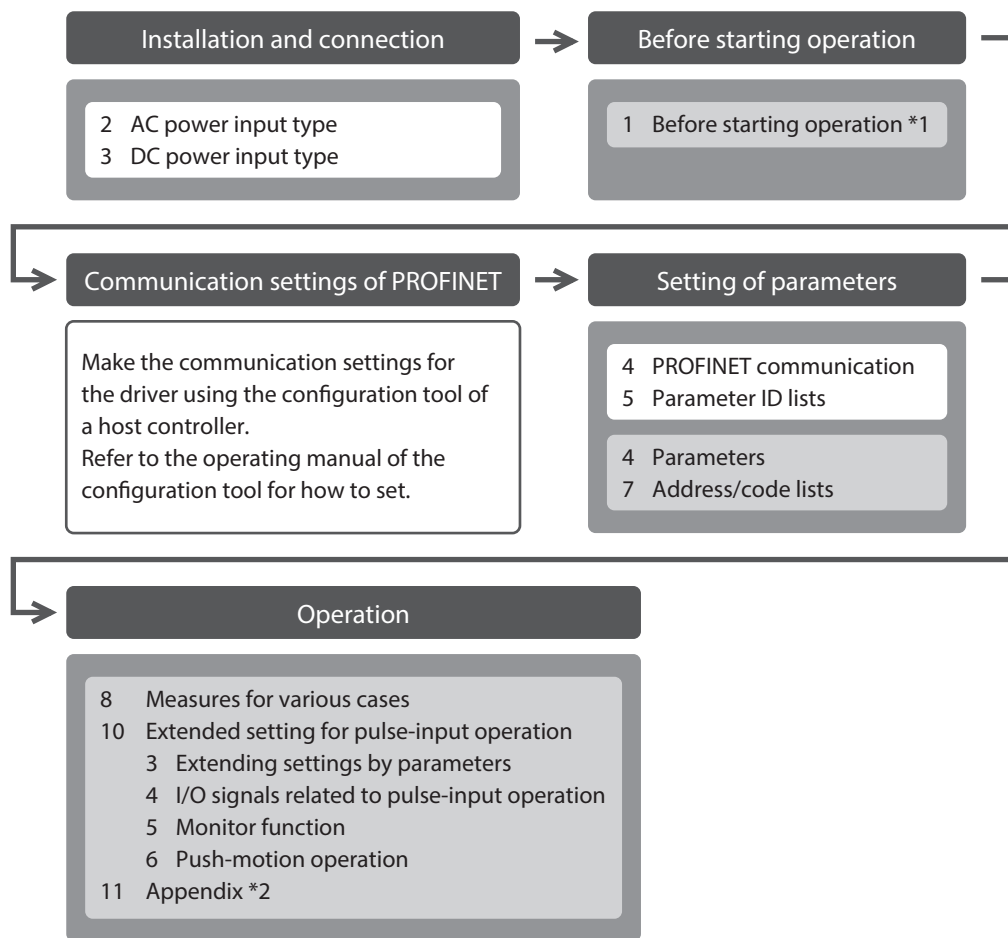 Installation and connection
Before starting operation
2 AC power input type
3 DC power input type
1 Before starting operation *1
Communication settings of PROFINET
Setting of parameters
Make the communication settings for
the driver using the configuration tool of
a host controller.
Refer to the operating manual of the
configuration tool for how to set.
4 PROFINET communication
5 Parameter ID lists
4 Parameters
7 Address/code lists
Operation
8 Measures for various cases
10 Extended setting for pulse-input operation
3 Extending settings by parameters
4 I/O signals related to pulse-input operation
5 Monitor function
6 Push-motion operation
11 Appendix *2